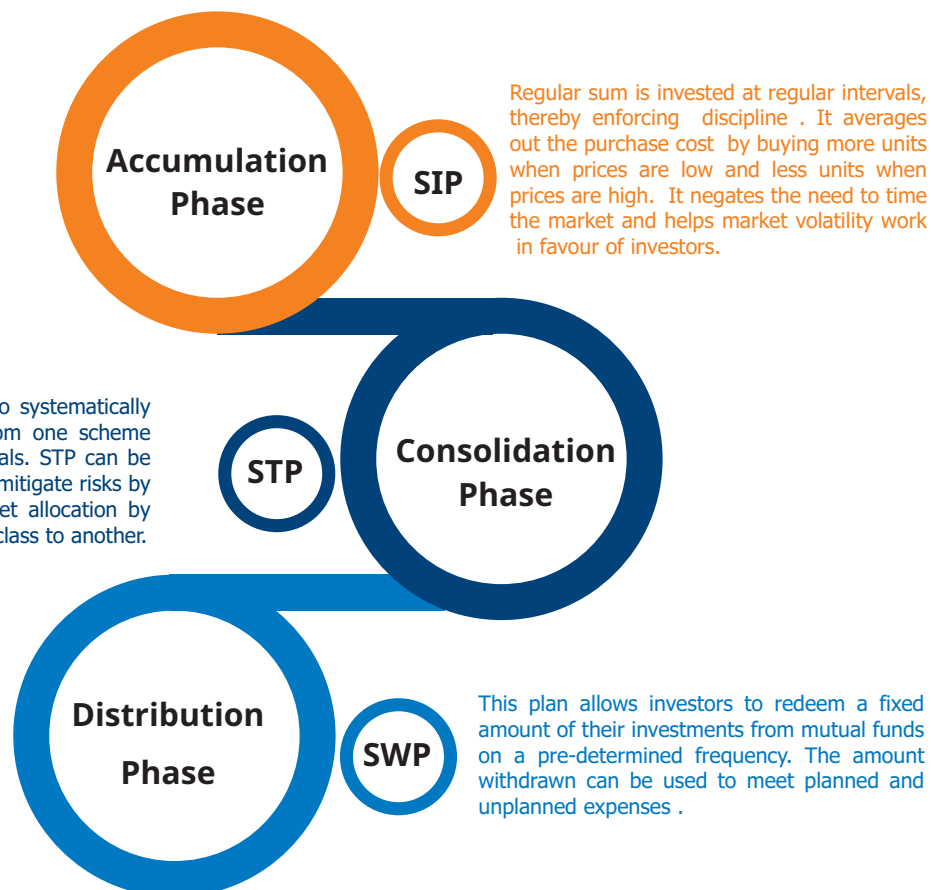 Accumulation
Phase
SIP
Regular sum is invested at regular intervals,
thereby enforcing discipline . It averages
out the purchase cost by buying more units
when prices are low and less units when
prices are high. It negates the need to time
the market and helps market volatility work
in favour of investors.
systematically
one scheme
STP can be
mitigate risks by
allocation by
class to another.
STP
Consolidation
Phase
Distribution
Phase
SWP
This plan allows investors to redeem a fixed
amount of their investments from mutual funds
on a pre-determined frequency. The amount
withdrawn can be used to meet planned and
unplanned expenses .